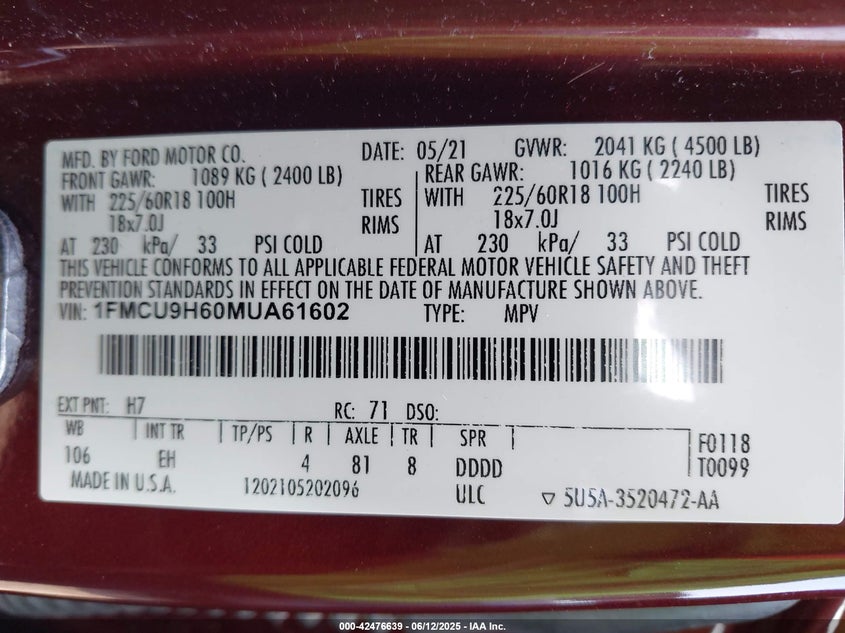 MFD. BY FORD MOTOR CO. DATE: 05/21 GVWR: 2041 KG ( 4500 LB)
FRONT GAWR: 1089 KG ( 2400 LB) REAR GAWR: 1016 KG ( 2240 LB)
WITH 225/60R18 100H TIRES WITH 225/60R18 100H TIRES
18x7.0J RIMS 18x7.0J RIMS
AT 230 kPa/ 33 PSI COLD AT 230 kPa/ 33 PSI COLD
THIS VEHICLE CONFORMS TO ALL APPLICABLE FEDERAL MOTOR VEHICLE SAFETY AND THEFT
PREVENTION STANDARDS IN EFFECT ON THE DATE OF MANUFACTURE SHOWN ABOVE.
VIN: 1FMCU9H60MUA61602 TYPE: MPV
EXT PNT: H7 RC: 71 DSO:
WB INT TR TP/PS R AXLE TR SPR F0118
106 EH 4 81 8 DDDD T0099
MADE IN U.S.A. 1202105202096 ULC ▽ 5U5A-3520472-AA
000-42476639 - 06/12/2025 - IAA Inc.